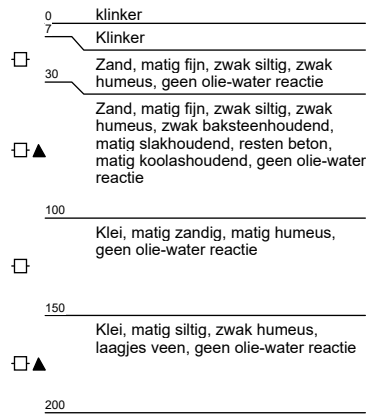 0 klinker
7 Klinker
Zand, matig fijn, zwak siltig, zwak
humeus, geen olie-water reactie
30
Zand, matig fijn, zwak siltig, zwak
humeus, zwak baksteenhoudend,
matig slakhoudend, resten beton,
matig koolashoudend, geen olie-water
reactie
100
Klei, matig zandig, matig humeus,
geen olie-water reactie
150
Klei, matig siltig, zwak humeus,
laagjes veen, geen olie-water reactie
200